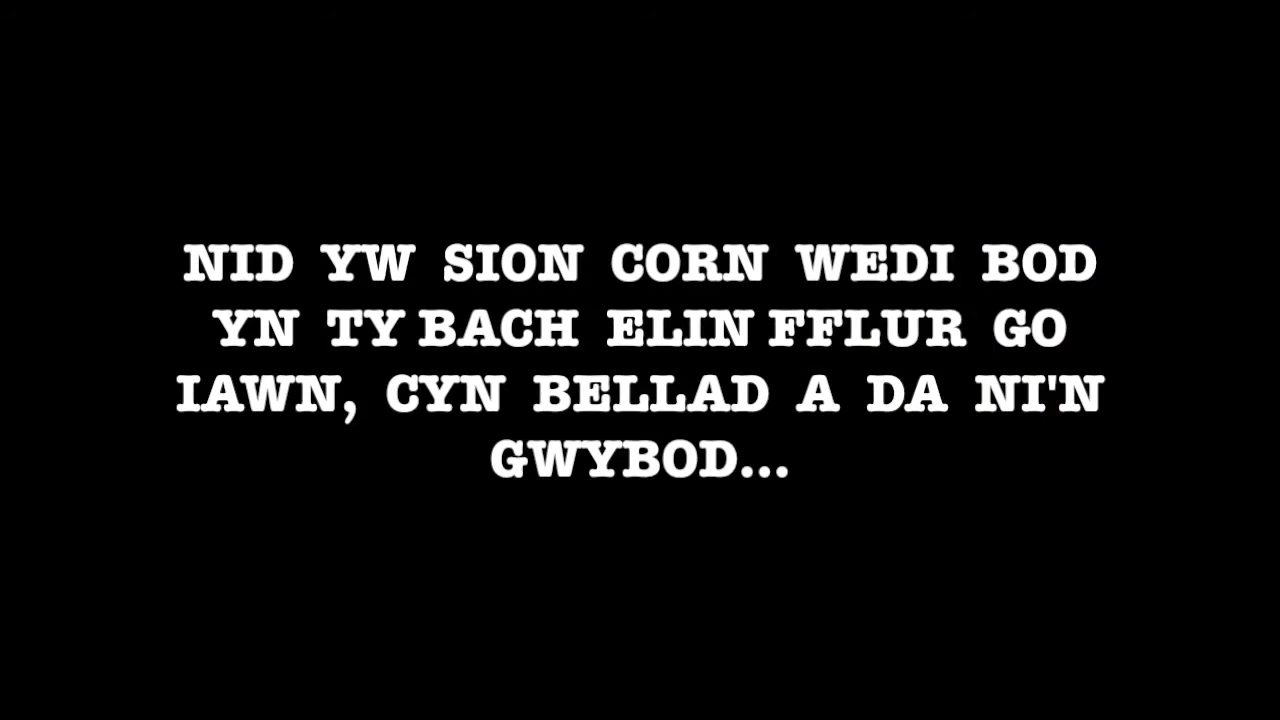 NID YW SION CORN WEDI BOD
YN TY BACH ELIN FFLUR GO
IAWN, CYN BELLAD A DA NI'N
GWYBOD...